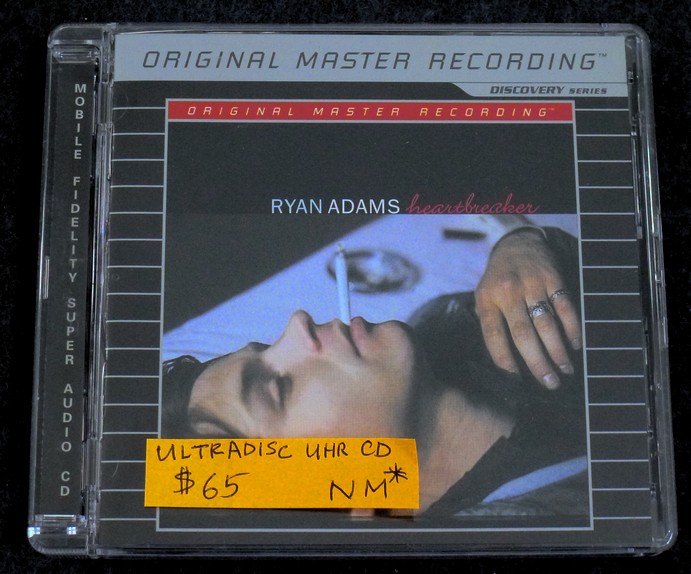 MOBILE FIDELITY SUPER AUDIO CD
ORIGINAL MASTER RECORDING™
DISCOVERY SERIES
ORIGINAL MASTER RECORDING™
RYAN ADAMS heartbreaker
ULTRADISC UHR CD
$65 NM*